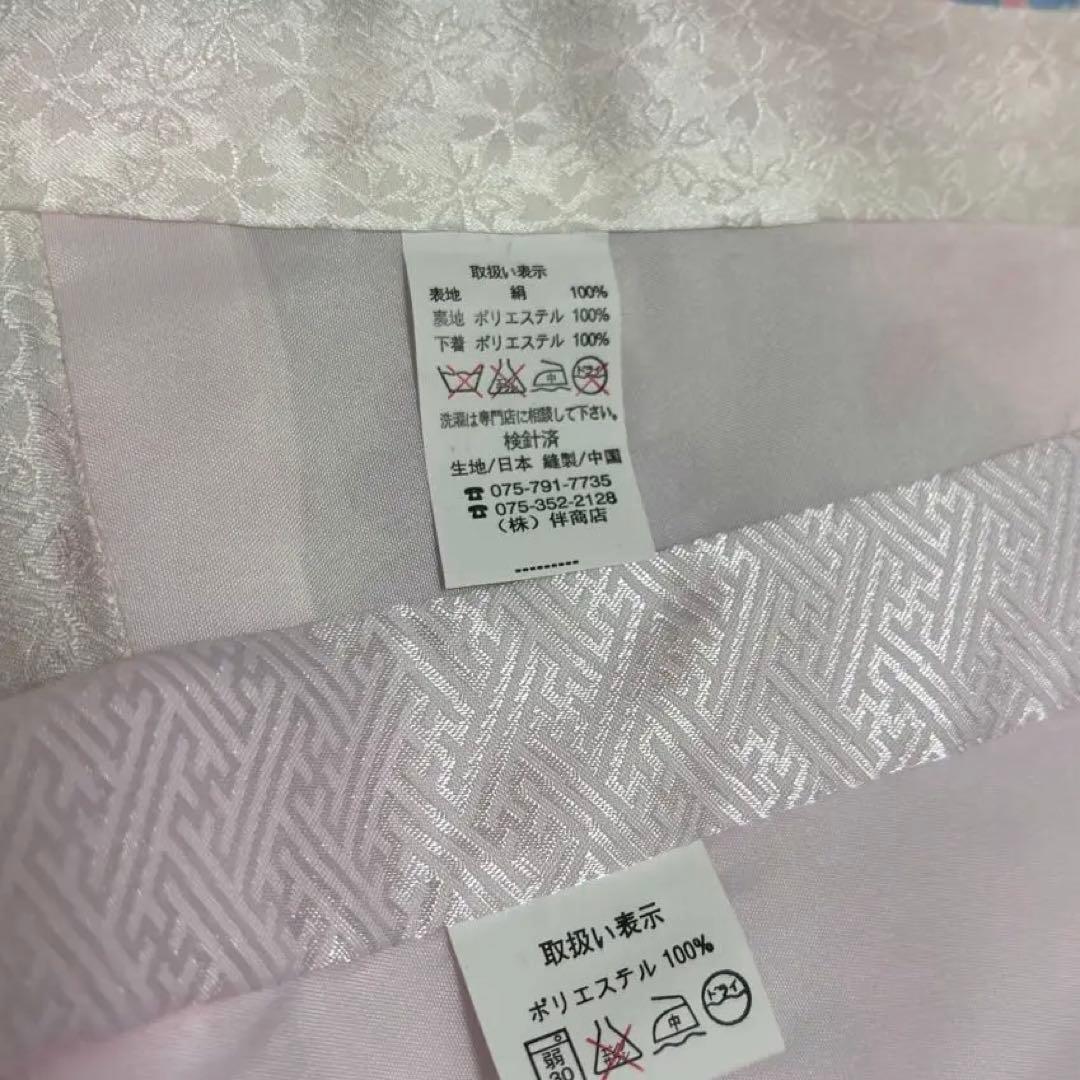 取扱い表示
表地 絹 100%
裏地 ポリエステル 100%
下着 ポリエステル 100%
中 ドライ
洗濯は専門店に相談して下さい。
検針済
生地/日本 縫製/中国
☎ 075-791-7735
☎ 075-352-2128
(株)伴商店
取扱い表示
ポリエステル 100%
弱 30 中 ドライ